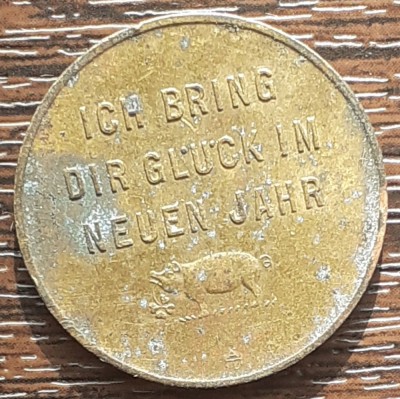 ICH BRING
DIR GLÜCK IM
NEUEN JAHR